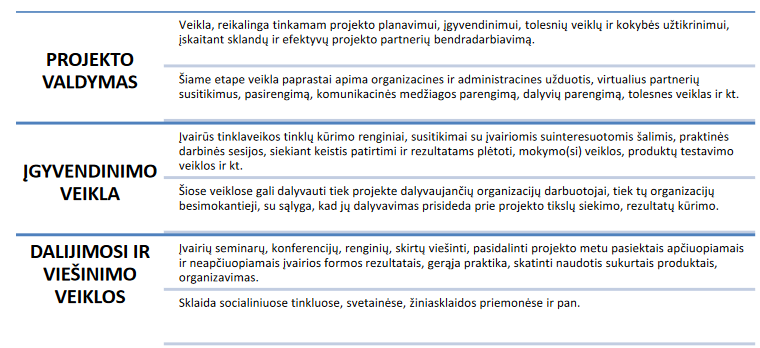 PROJEKTO
VALDYMAS
Veikla, reikalinga tinkamam projekto planavimui, įgyvendinimui, tolesnių veiklų ir kokybės užtikrinimui,
įskaitant sklandų ir efektyvų projekto partnerių bendradarbiavimą.
Šiame etape veikla paprastai apima organizacines ir administracines užduotis, virtualius partnerių
susitikimus, pasirengimą, komunikacinės medžiagos parengimą, dalyvių parengimą, tolesnes veiklas ir kt.
ĮGYVENDINIMO
VEIKLA
Įvairūs tinklaveikos tinklų kūrimo renginiai, susitikimai su įvairiomis suinteresuotomis šalimis, praktinės
darbinės sesijos, siekiant keistis patirtimi ir rezultatams plėtoti, mokymo(si) veiklos, produktų testavimo
veiklos ir kt.
Šiose veiklose gali dalyvauti tiek projekte dalyvaujančių organizacijų darbuotojai, tiek tų organizacijų
besimokantieji, su sąlyga, kad jų dalyvavimas prisideda prie projekto tikslų siekimo, rezultatų kūrimo.
DALIJIMOSI IR
VIEŠINIMO
VEIKLOS
Įvairių seminarų, konferencijų, renginių, skirtų viešinti, pasidalinti projekto metu pasiektais apčiuopiamais
ir neapčiuopiamais įvairios formos rezultatais, gerąja praktika, skatinti naudotis sukurtais produktais,
organizavimas.
Sklaida socialiniuose tinkluose, svetainėse, žiniasklaidos priemonėse ir pan.